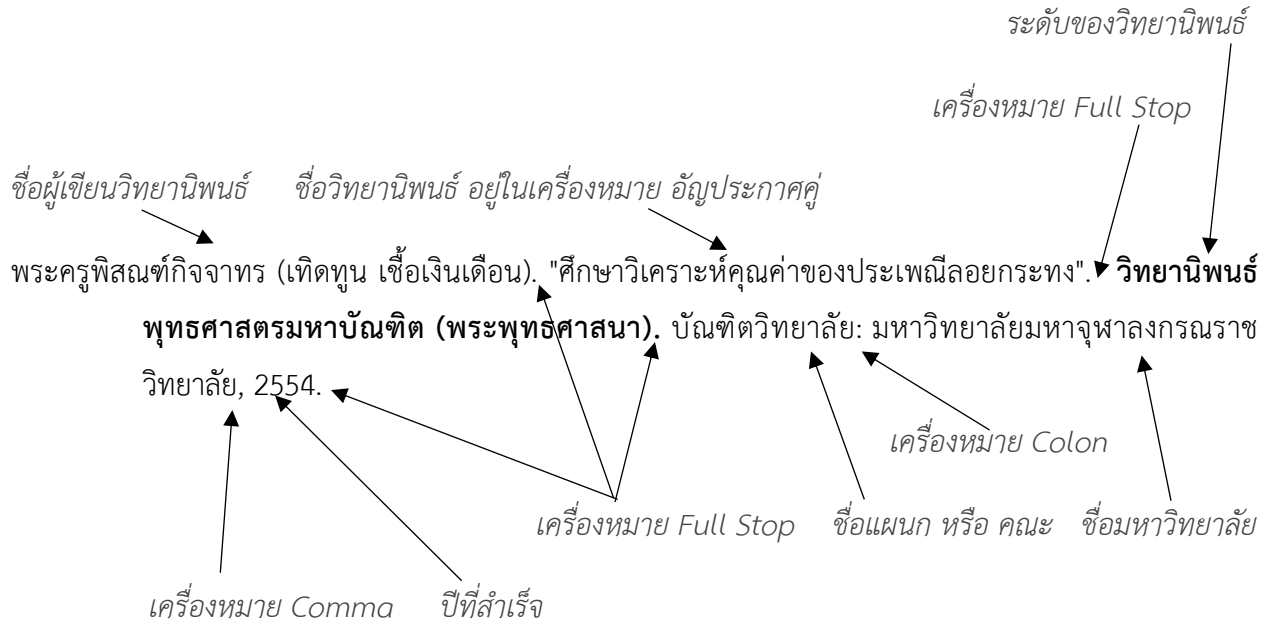 ระดับของวิทยานิพนธ์
เครื่องหมาย Full Stop
ชื่อผู้เขียนวิทยานิพนธ์ ชื่อวิทยานิพนธ์ อยู่ในเครื่องหมาย อัญประกาศคู่
พระครูพิสณฑ์กิจจาทร (เทิดทูน เชื้อเงินเดือน). "ศึกษาวิเคราะห์คุณค่าของประเพณีลอยกระทง". วิทยานิพนธ์
พุทธศาสตรมหาบัณฑิต (พระพุทธศาสนา). บัณฑิตวิทยาลัย: มหาวิทยาลัยมหาจุฬาลงกรณราช
วิทยาลัย, 2554.
เครื่องหมาย Colon
เครื่องหมาย Full Stop ชื่อแผนก หรือ คณะ ชื่อมหาวิทยาลัย
เครื่องหมาย Comma ปีที่สำเร็จ